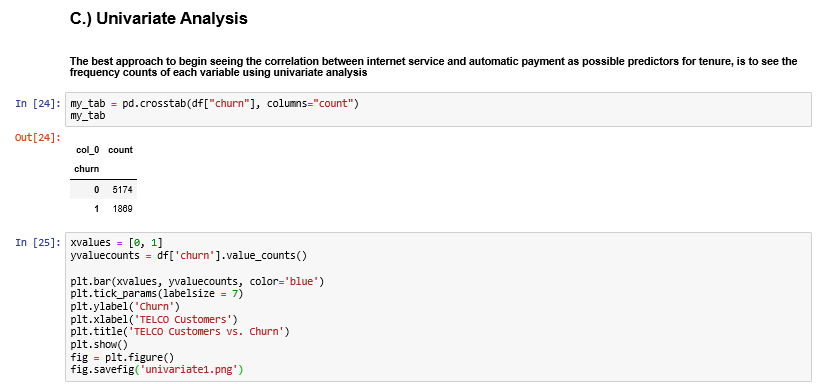 C.) Univariate Analysis
The best approach to begin seeing the correlation between internet service and automatic payment as possible predictors for tenure, is to see the
frequency counts of each variable using univariate analysis
In [24]: my_tab = pd.crosstab(df["churn"], columns="count")
my_tab
Out[24]:
col_0 count
churn
0 5174
1 1869
In [25]: xvalues = [0, 1]
yvaluecounts = df['churn'].value_counts()
plt.bar(xvalues, yvaluecounts, color='blue')
plt.tick_params(labelsize = 7)
plt.ylabel('Churn')
plt.xlabel('TELCO Customers')
plt.title('TELCO Customers vs. Churn')
plt.show()
fig = plt.figure()
fig.savefig('univariate1.png')